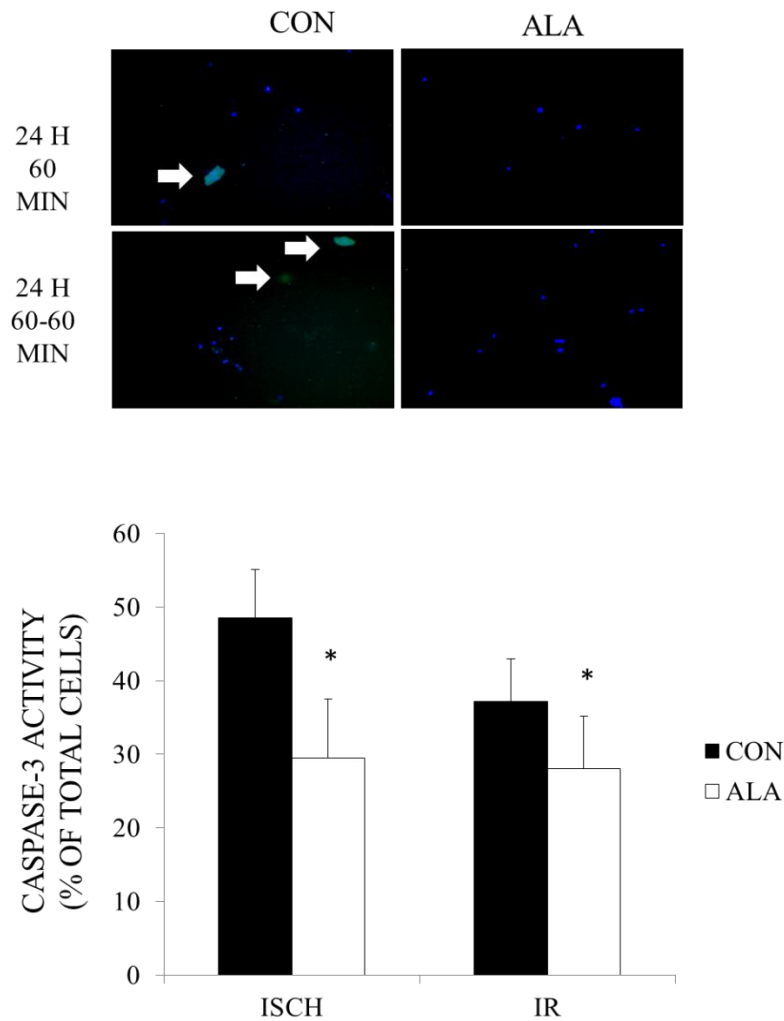 CON ALA
24 H
60
MIN
24 H
60-60
MIN
60
50
40
30
20
10
0
CASPASE-3 ACTIVITY
(% OF TOTAL CELLS)
*
*
CON
ALA
ISCH IR